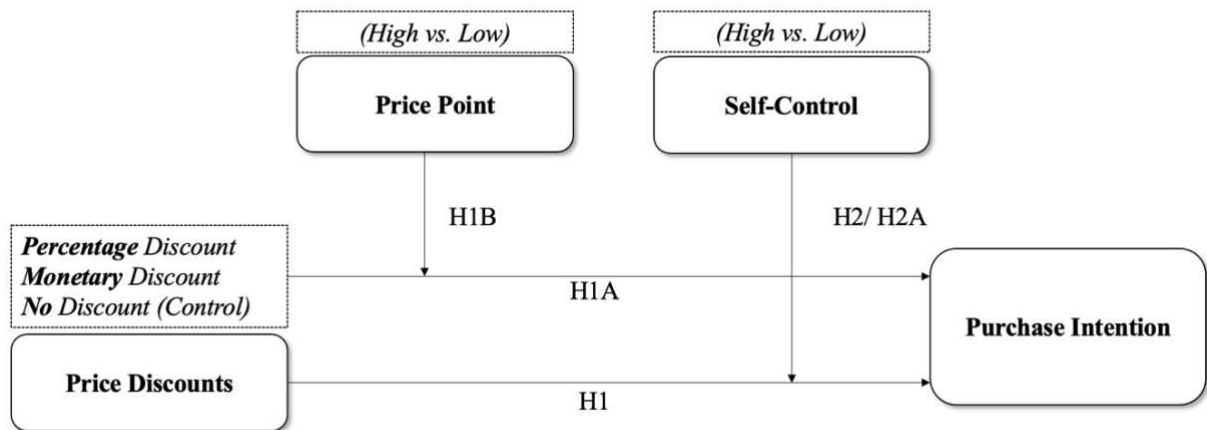 (High vs. Low)
(High vs. Low)
Price Point
Self-Control
H1B
H2/ H2A
Percentage Discount
Monetary Discount
No Discount (Control)
H1A
Purchase Intention
Price Discounts
H1